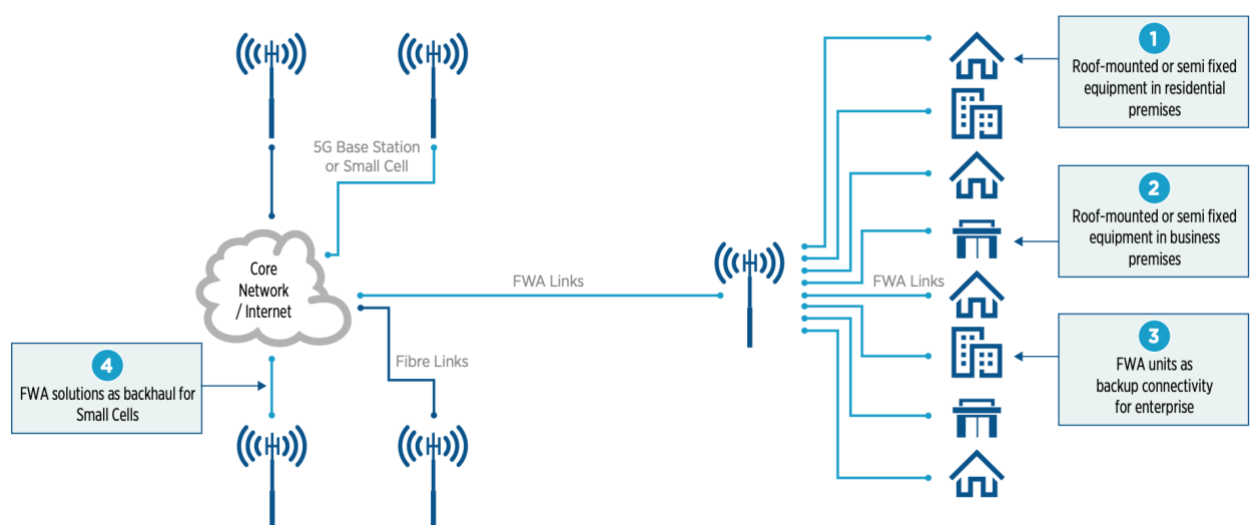 1
Roof-mounted or semi fixed
equipment in residential
premises
5G Base Station
or Small Cell
2
Roof-mounted or semi fixed
equipment in business
premises
Core
Network
/ Internet
FWA Links
FWA Links
3
FWA units as
backup connectivity
for enterprise
4
FWA solutions as backhaul for
Small Cells
Fibre Links